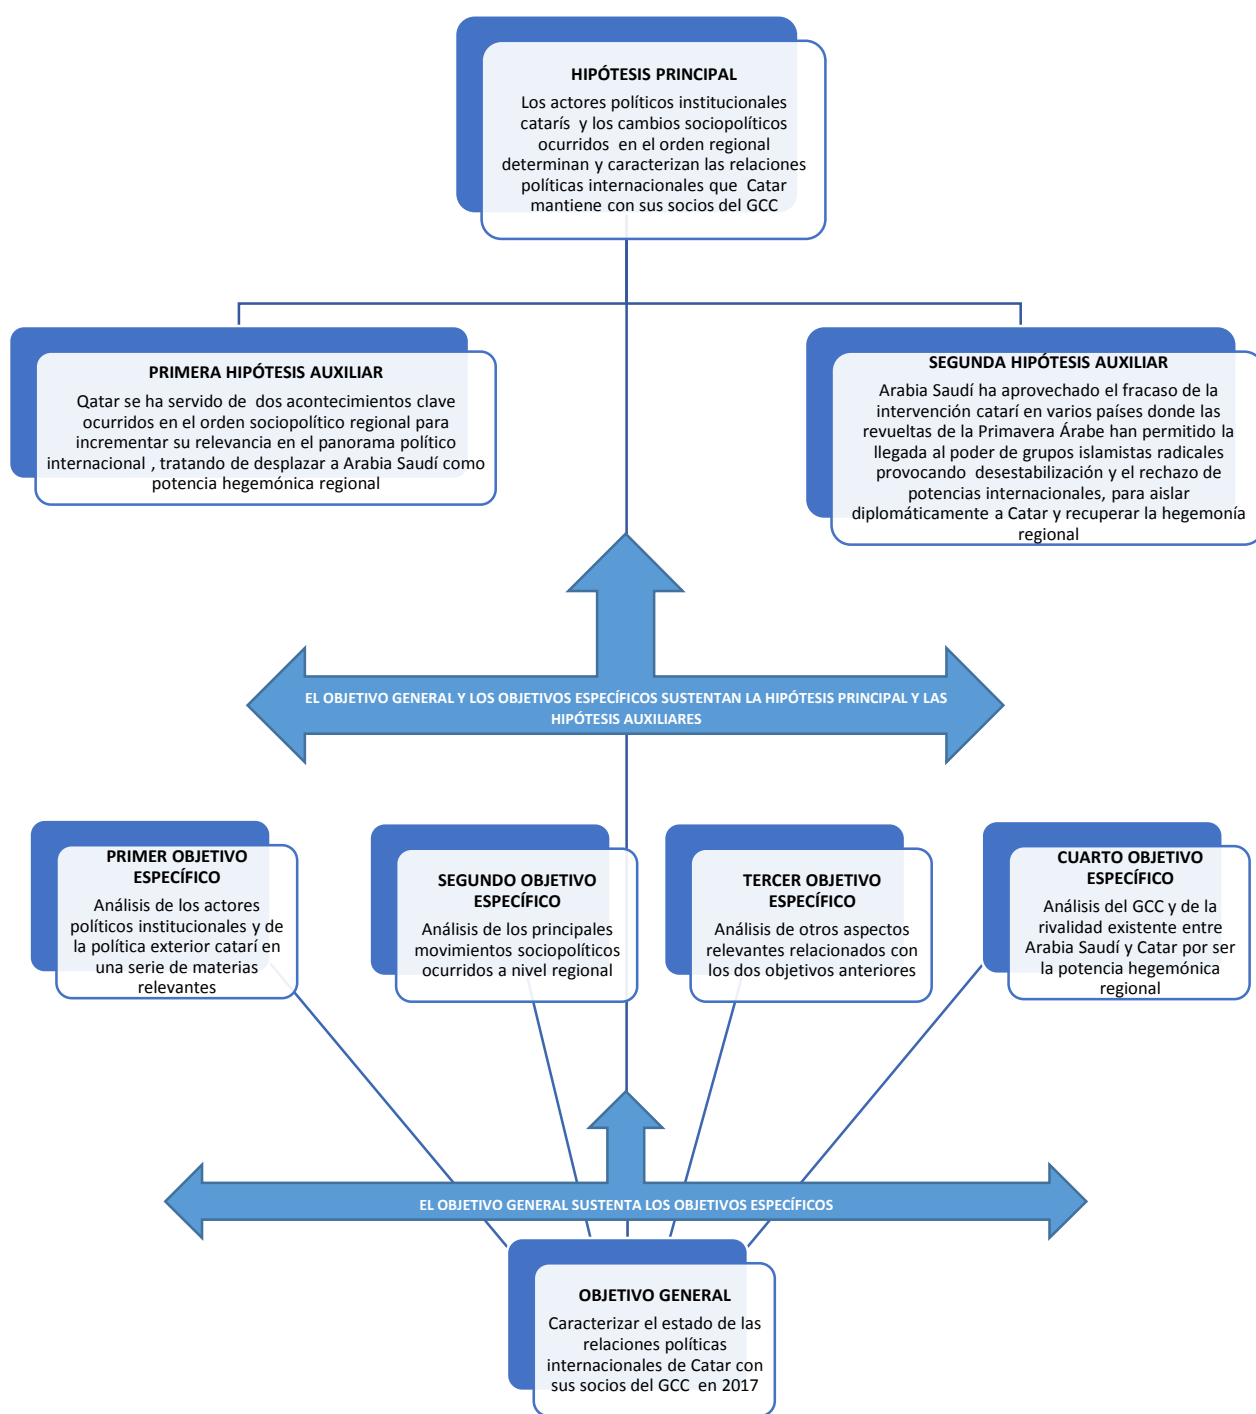 HIPÓTESIS PRINCIPAL
Los actores políticos institucionales
catarís y los cambios sociopolíticos
ocurridos en el orden regional
determinan y caracterizan las relaciones
políticas internacionales que Catar
mantiene con sus socios del GCC
PRIMERA HIPÓTESIS AUXILIAR
Qatar se ha servido de dos acontecimientos clave
ocurridos en el orden sociopolítico regional para
incrementar su relevancia en el panorama político
internacional , tratando de desplazar a Arabia Saudí como
potencia hegemónica regional
SEGUNDA HIPÓTESIS AUXILIAR
Arabia Saudí ha aprovechado el fracaso de la
intervención catarí en varios países donde las
revueltas de la Primavera Árabe han permitido la
llegada al poder de grupos islamistas radicales
provocando desestabilización y el rechazo de
potencias internacionales, para aislar
diplomáticamente a Catar y recuperar la hegemonía
regional
EL OBJETIVO GENERAL Y LOS OBJETIVOS ESPECÍFICOS SUSTENTAN LA HIPÓTESIS PRINCIPAL Y LAS
HIPÓTESIS AUXILIARES
PRIMER OBJETIVO
ESPECÍFICO
Análisis de los actores
políticos institucionales y de
la política exterior catarí en
una serie de materias
relevantes
SEGUNDO OBJETIVO
ESPECÍFICO
Análisis de los principales
movimientos sociopolíticos
ocurridos a nivel regional
TERCER OBJETIVO
ESPECÍFICO
Análisis de otros aspectos
relevantes relacionados con
los dos objetivos anteriores
CUARTO OBJETIVO
ESPECÍFICO
Análisis del GCC y de la
rivalidad existente entre
Arabia Saudí y Catar por ser
la potencia hegemónica
regional
EL OBJETIVO GENERAL SUSTENTA LOS OBJETIVOS ESPECÍFICOS
OBJETIVO GENERAL
Caracterizar el estado de las
relaciones políticas
internacionales de Catar con
sus socios del GCC en 2017